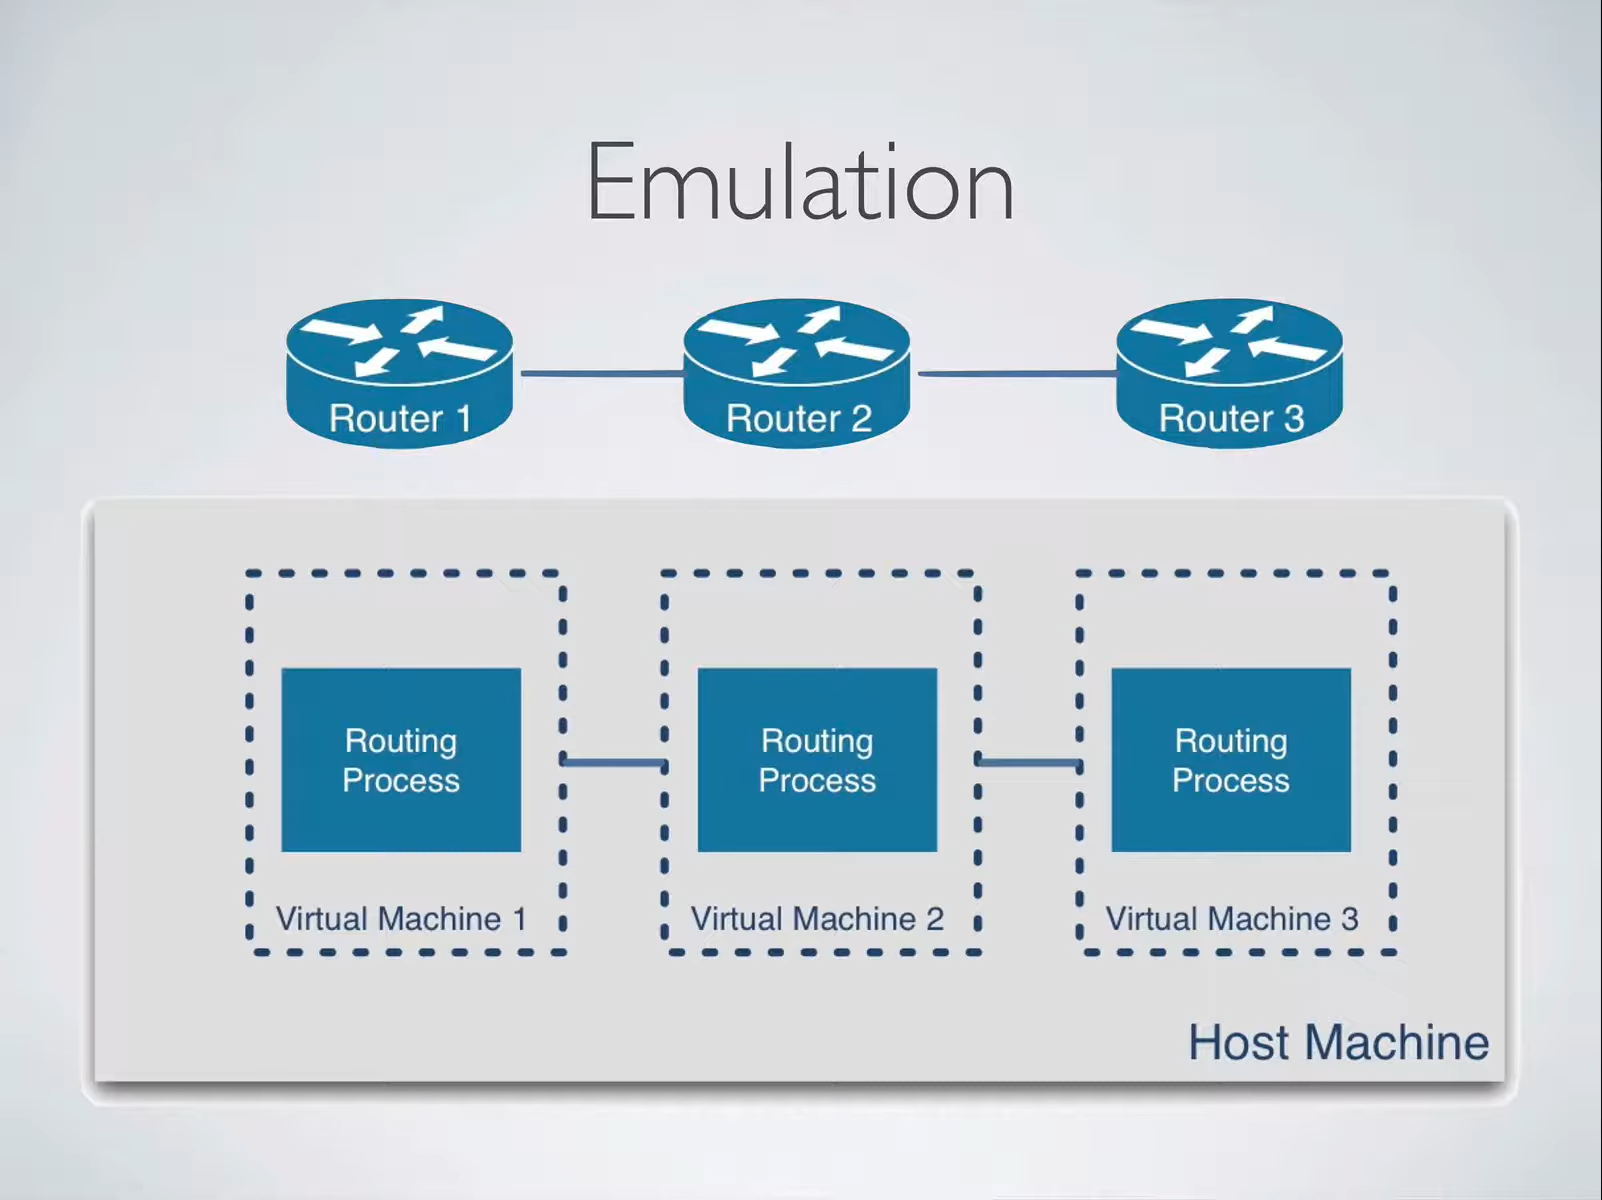 Emulation
Router 1
Router 2
Router 3
Routing
Process
Routing
Process
Routing
Process
Virtual Machine 1
Virtual Machine 2
Virtual Machine 3
Host Machine